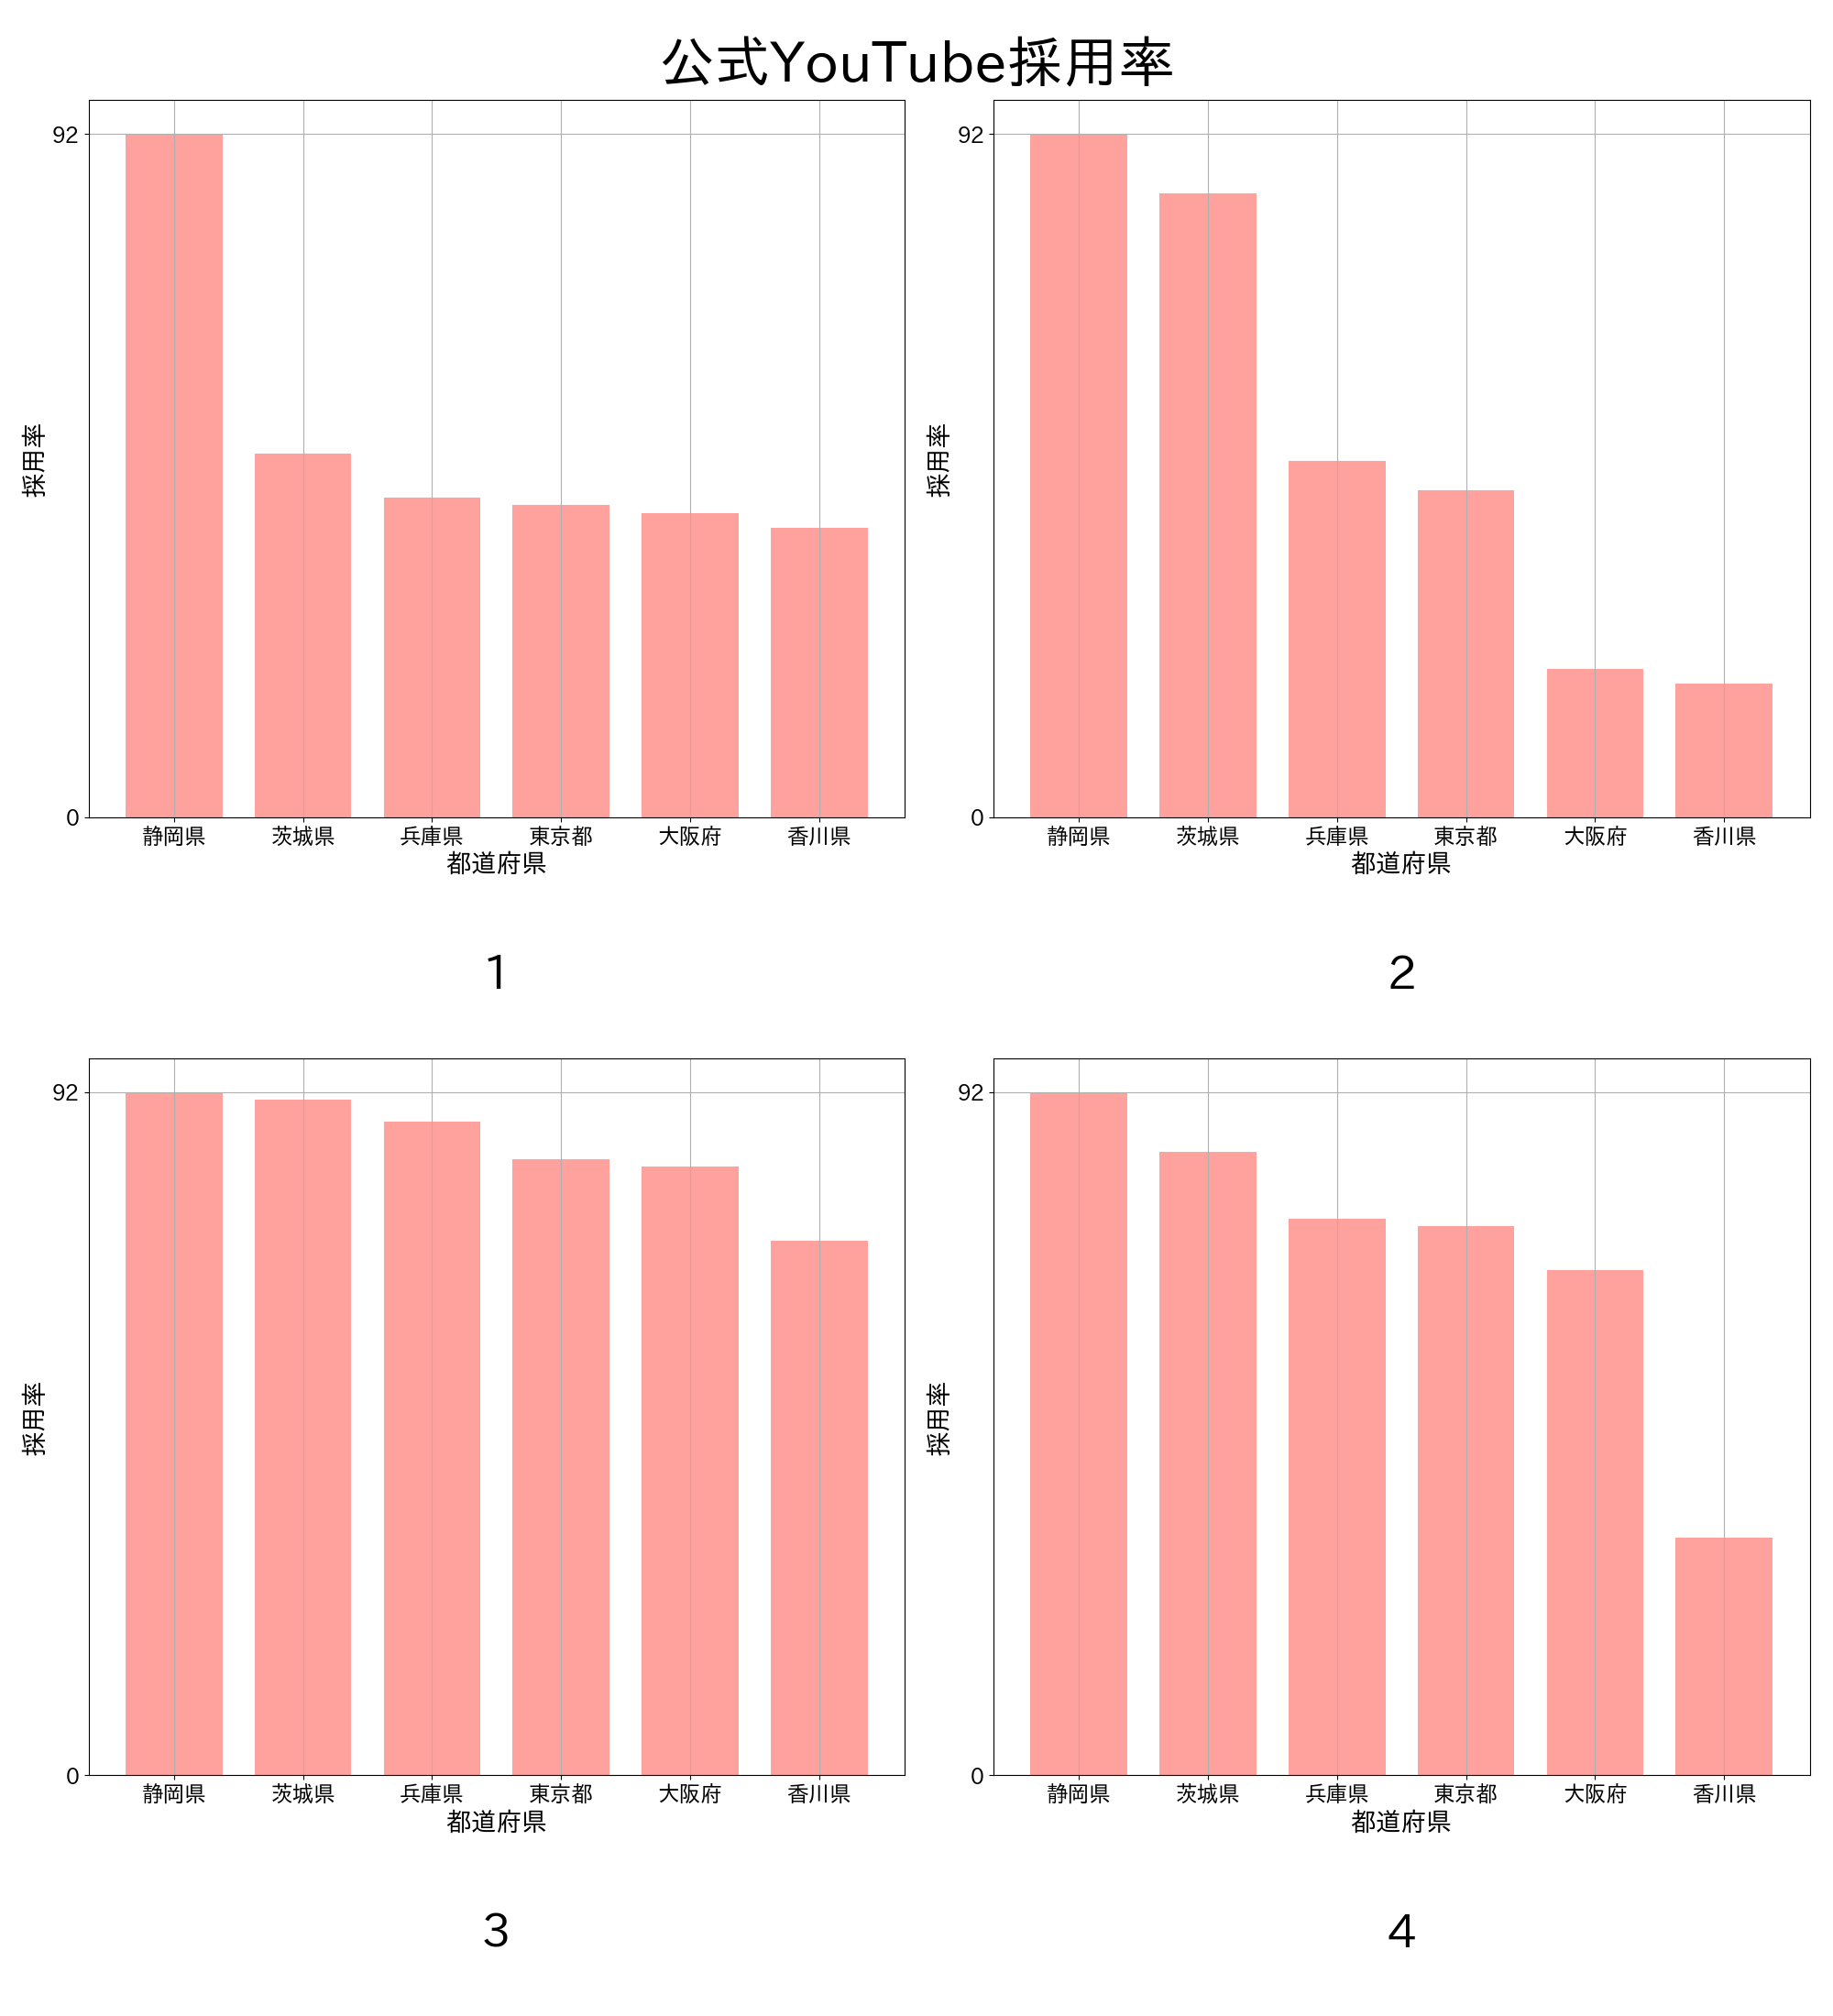 公式YouTube採用率
92
0
採用率
静岡県 茨城県 兵庫県 東京都 大阪府 香川県
都道府県
1
92
0
採用率
静岡県 茨城県 兵庫県 東京都 大阪府 香川県
都道府県
2
92
0
採用率
静岡県 茨城県 兵庫県 東京都 大阪府 香川県
都道府県
3
92
0
採用率
静岡県 茨城県 兵庫県 東京都 大阪府 香川県
都道府県
4